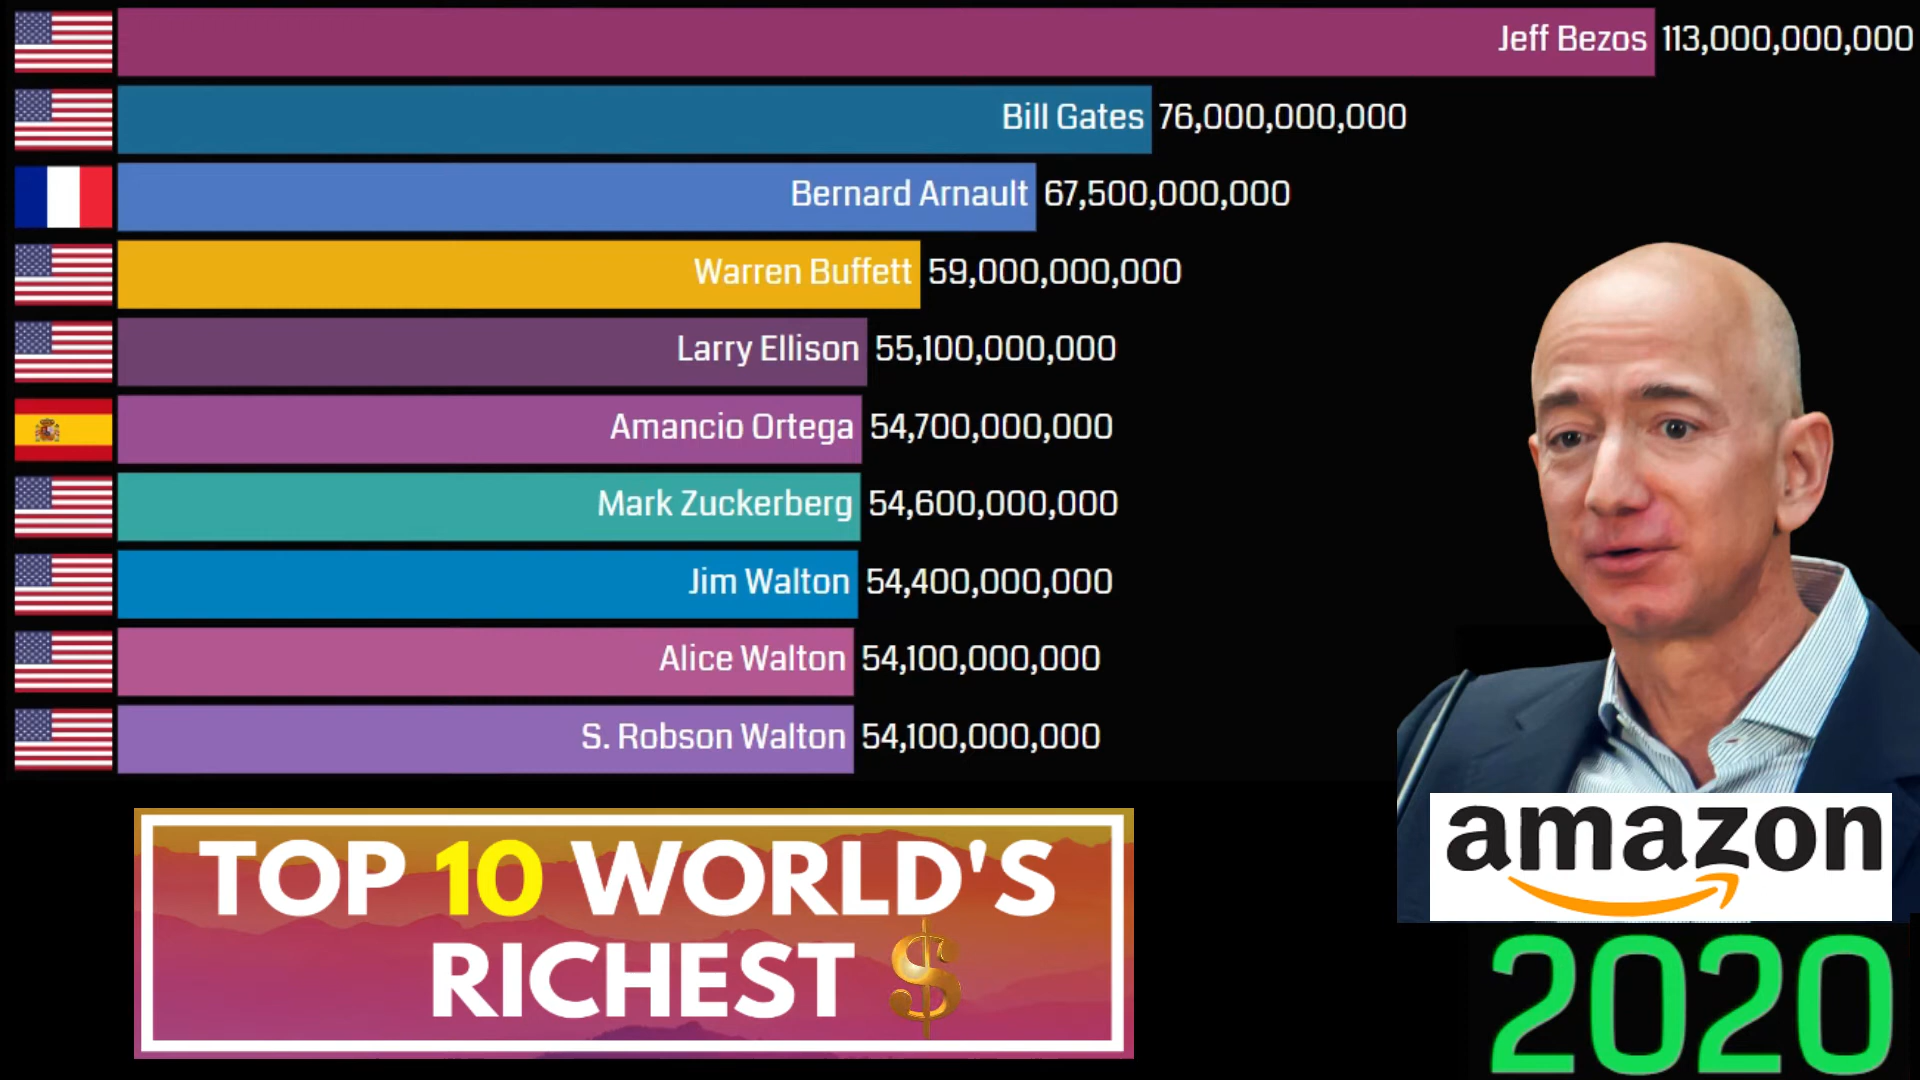 Jeff Bezos 113,000,000,000
Bill Gates 76,000,000,000
Bernard Arnault 67,500,000,000
Warren Buffett 59,000,000,000
Larry Ellison 55,100,000,000
Amancio Ortega 54,700,000,000
Mark Zuckerberg 54,600,000,000
Jim Walton 54,400,000,000
Alice Walton 54,100,000,000
S. Robson Walton 54,100,000,000
TOP 10 WORLD'S
RICHEST $
amazon
2020